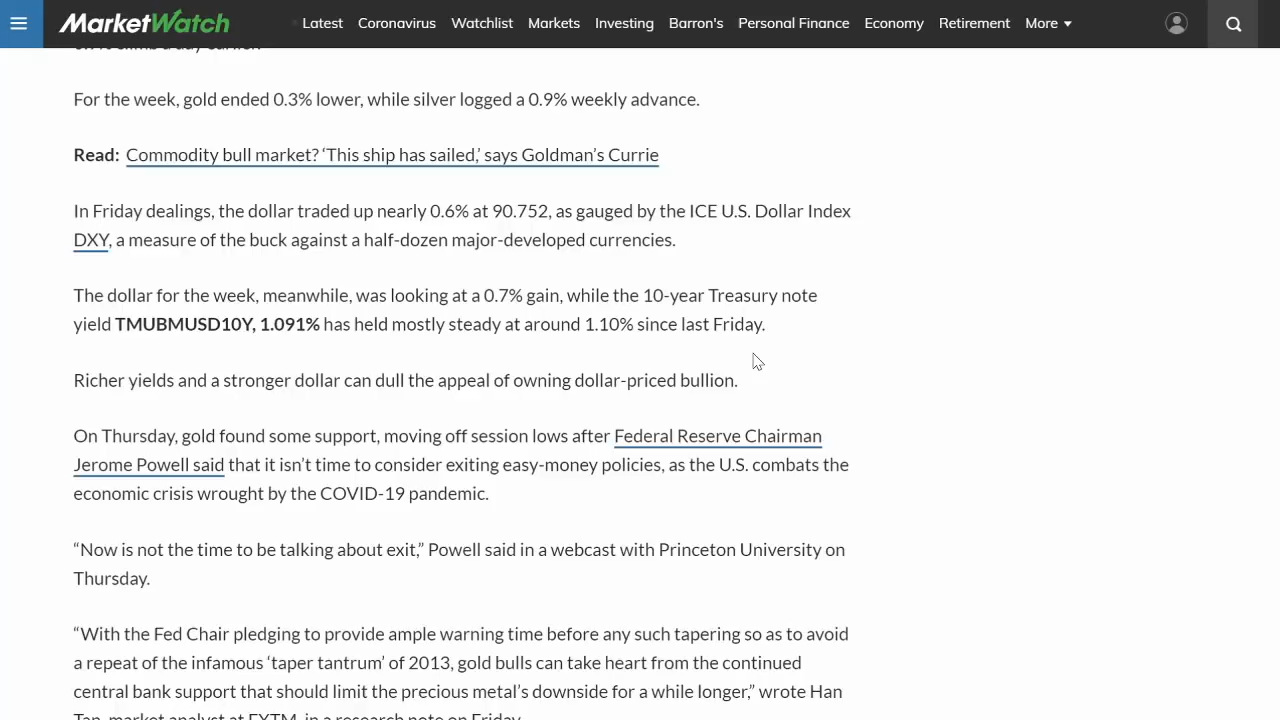 MarketWatch Latest Coronavirus Watchlist Markets Investing Barron's Personal Finance Economy Retirement More
For the week, gold ended 0.3% lower, while silver logged a 0.9% weekly advance.
Read: Commodity bull market? ‘This ship has sailed,’ says Goldman’s Currie
In Friday dealings, the dollar traded up nearly 0.6% at 90.752, as gauged by the ICE U.S. Dollar Index
DXY, a measure of the buck against a half-dozen major-developed currencies.
The dollar for the week, meanwhile, was looking at a 0.7% gain, while the 10-year Treasury note
yield TMUBMUSD10Y, 1.091% has held mostly steady at around 1.10% since last Friday.
Richer yields and a stronger dollar can dull the appeal of owning dollar-priced bullion.
On Thursday, gold found some support, moving off session lows after Federal Reserve Chairman
Jerome Powell said that it isn’t time to consider exiting easy-money policies, as the U.S. combats the
economic crisis wrought by the COVID-19 pandemic.
“Now is not the time to be talking about exit,” Powell said in a webcast with Princeton University on
Thursday.
“With the Fed Chair pledging to provide ample warning time before any such tapering so as to avoid
a repeat of the infamous ‘taper tantrum’ of 2013, gold bulls can take heart from the continued
central bank support that should limit the precious metal’s downside for a while longer,” wrote Han
Tan, market analyst at FXTM, in a research note on Friday.